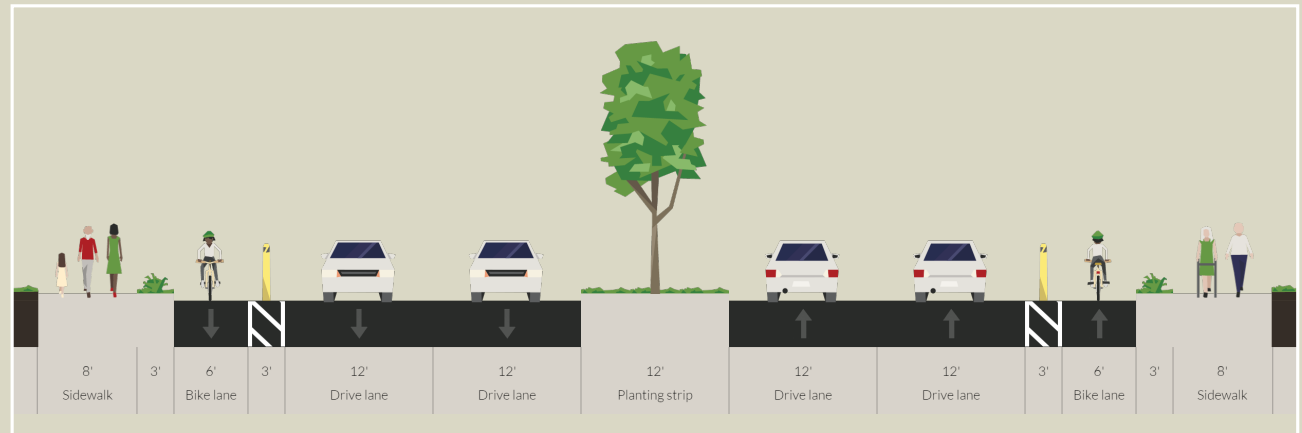 8' 3' 6' 3' 12' 12' 12' 12' 12' 3' 6' 3' 8'
Sidewalk Bike lane Drive lane Drive lane Planting strip Drive lane Drive lane Bike lane Sidewalk